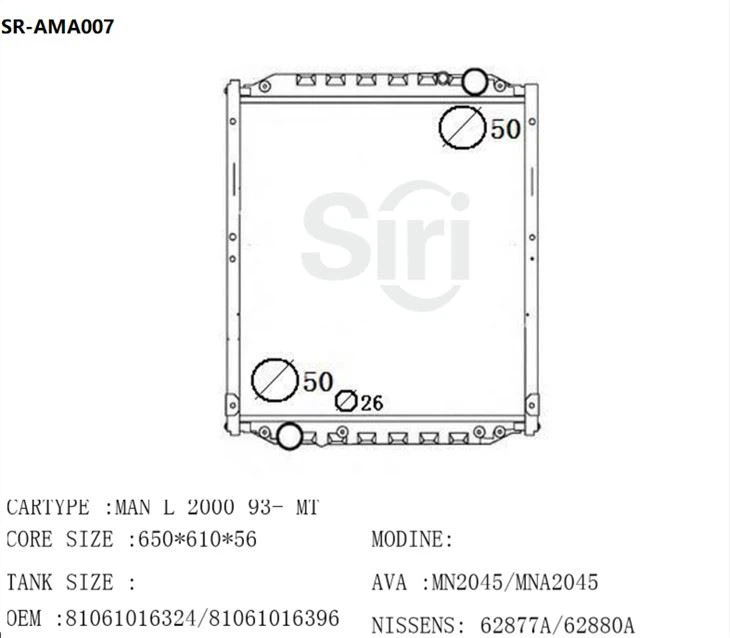 SR-AMA007
50
Siri
50
26
CARTYPE :MAN L 2000 93- MT
CORE SIZE :650*610*56
MODINE:
TANK SIZE :
AVA :MN2045/MNA2045
OEM :81061016324/81061016396
NISSENS: 62877A/62880A